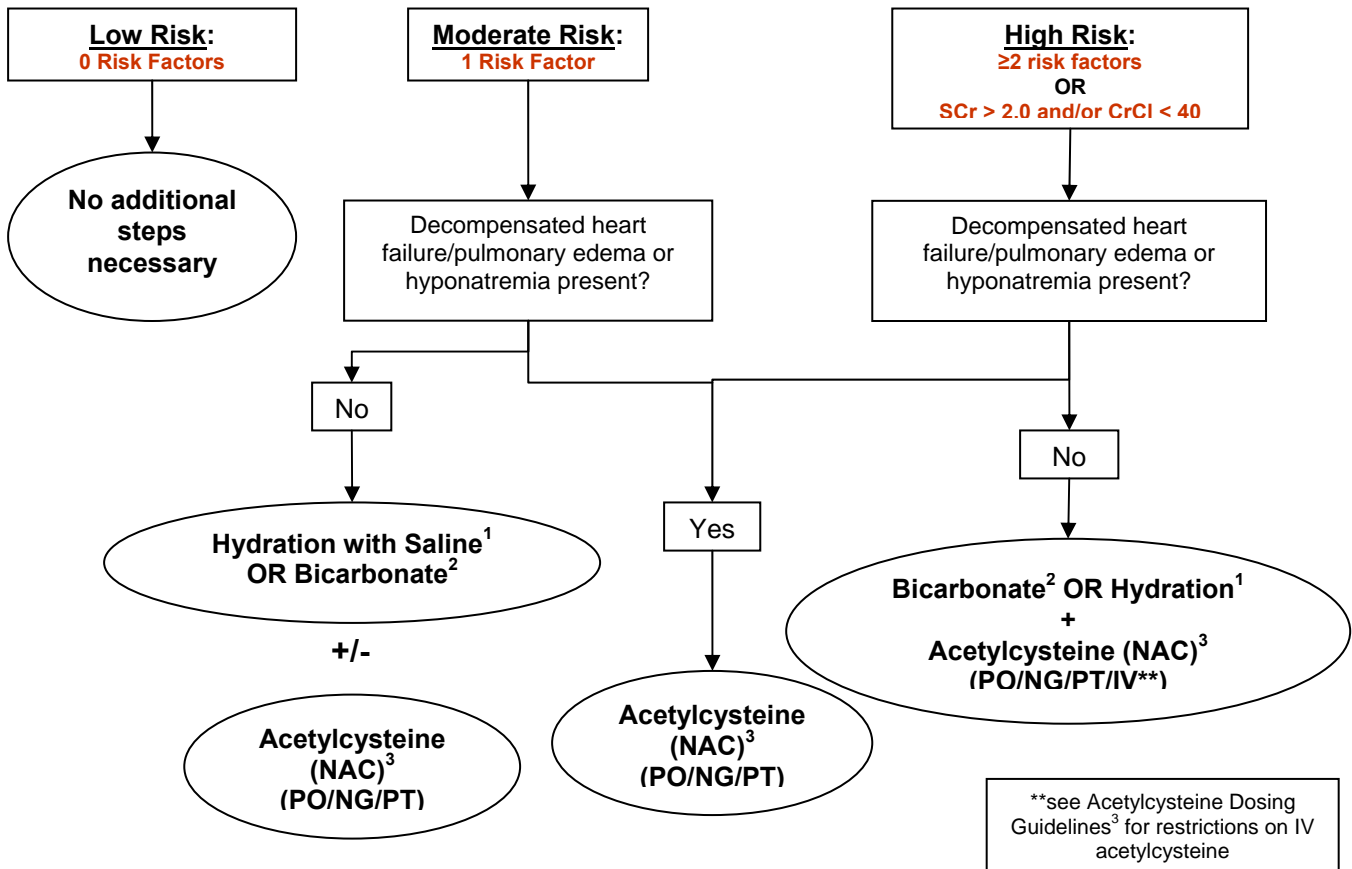 Low Risk:
0 Risk Factors
Moderate Risk:
1 Risk Factor
High Risk:
≥2 risk factors
OR
SCr > 2.0 and/or CrCl < 40
No additional
steps
necessary
Decompensated heart
failure/pulmonary edema or
hyponatremia present?
Decompensated heart
failure/pulmonary edema or
hyponatremia present?
No
Yes
No
Hydration with Saline¹
OR Bicarbonate²
+/-
Acetylcysteine
(NAC)³
(PO/NG/PT)
Acetylcysteine
(NAC)³
(PO/NG/PT)
Bicarbonate² OR Hydration¹
+
Acetylcysteine (NAC)³
(PO/NG/PT/IV**)
**see Acetylcysteine Dosing
Guidelines³ for restrictions on IV
acetylcysteine